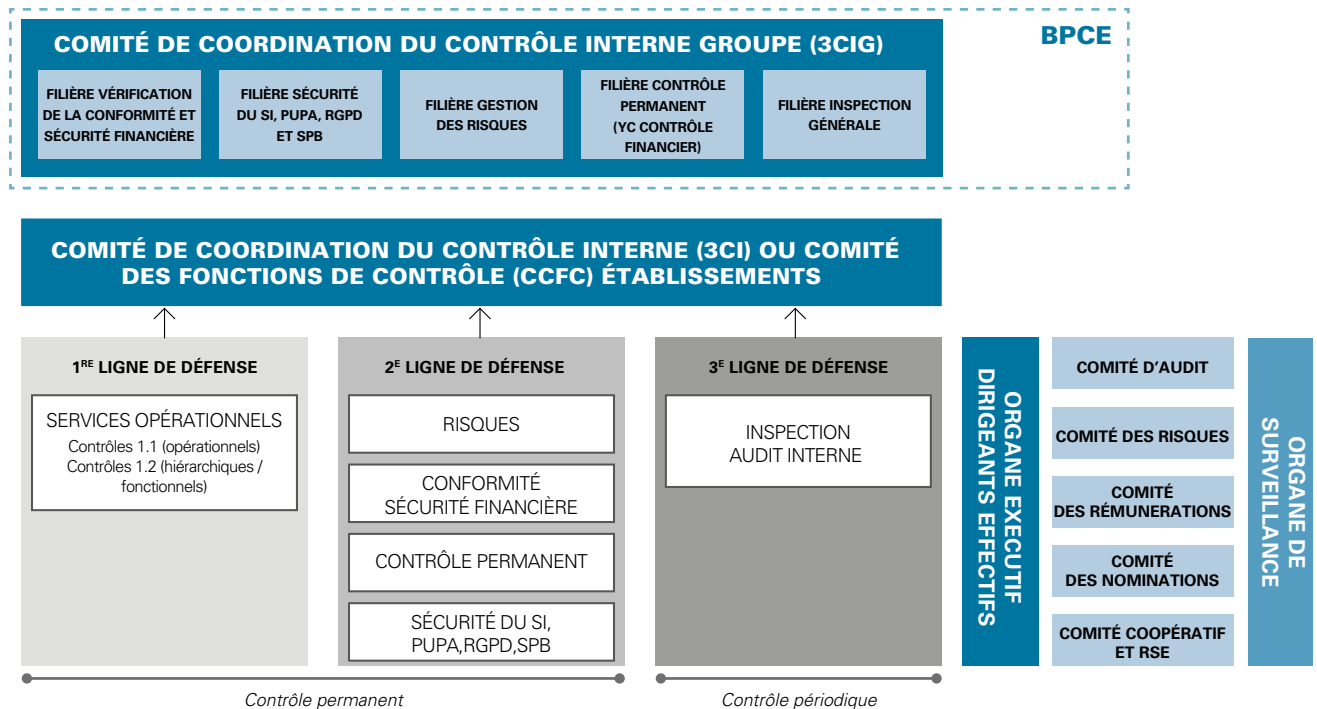 BPCE
COMITÉ DE COORDINATION DU CONTRÔLE INTERNE GROUPE (3CIG)
FILIÈRE VÉRIFICATION
DE LA CONFORMITÉ ET
SÉCURITÉ FINANCIÈRE
FILIÈRE SÉCURITÉ
DU SI, PUPA, RGPD
ET SPB
FILIÈRE GESTION
DES RISQUES
FILIÈRE CONTRÔLE
PERMANENT
(YC CONTRÔLE
FINANCIER)
FILIÈRE INSPECTION
GÉNÉRALE
COMITÉ DE COORDINATION DU CONTRÔLE INTERNE (3CI) OU COMITÉ
DES FONCTIONS DE CONTRÔLE (CCFC) ÉTABLISSEMENTS
1RE LIGNE DE DÉFENSE
SERVICES OPÉRATIONNELS
Contrôles 1.1 (opérationnels)
Contrôles 1.2 (hiérarchiques /
fonctionnels)
2E LIGNE DE DÉFENSE
RISQUES
CONFORMITÉ
SÉCURITÉ FINANCIÈRE
CONTRÔLE PERMANENT
SÉCURITÉ DU SI,
PUPA,RGPD,SPB
3E LIGNE DE DÉFENSE
INSPECTION
AUDIT INTERNE
ORGANE EXECUTIF
DIRIGEANTS EFFECTIFS
COMITÉ D'AUDIT
COMITÉ DES RISQUES
COMITÉ
DES RÉMUNERATIONS
COMITÉ
DES NOMINATIONS
COMITÉ COOPÉRATIF
ET RSE
ORGANE DE
SURVEILLANCE
Contrôle permanent
Contrôle périodique